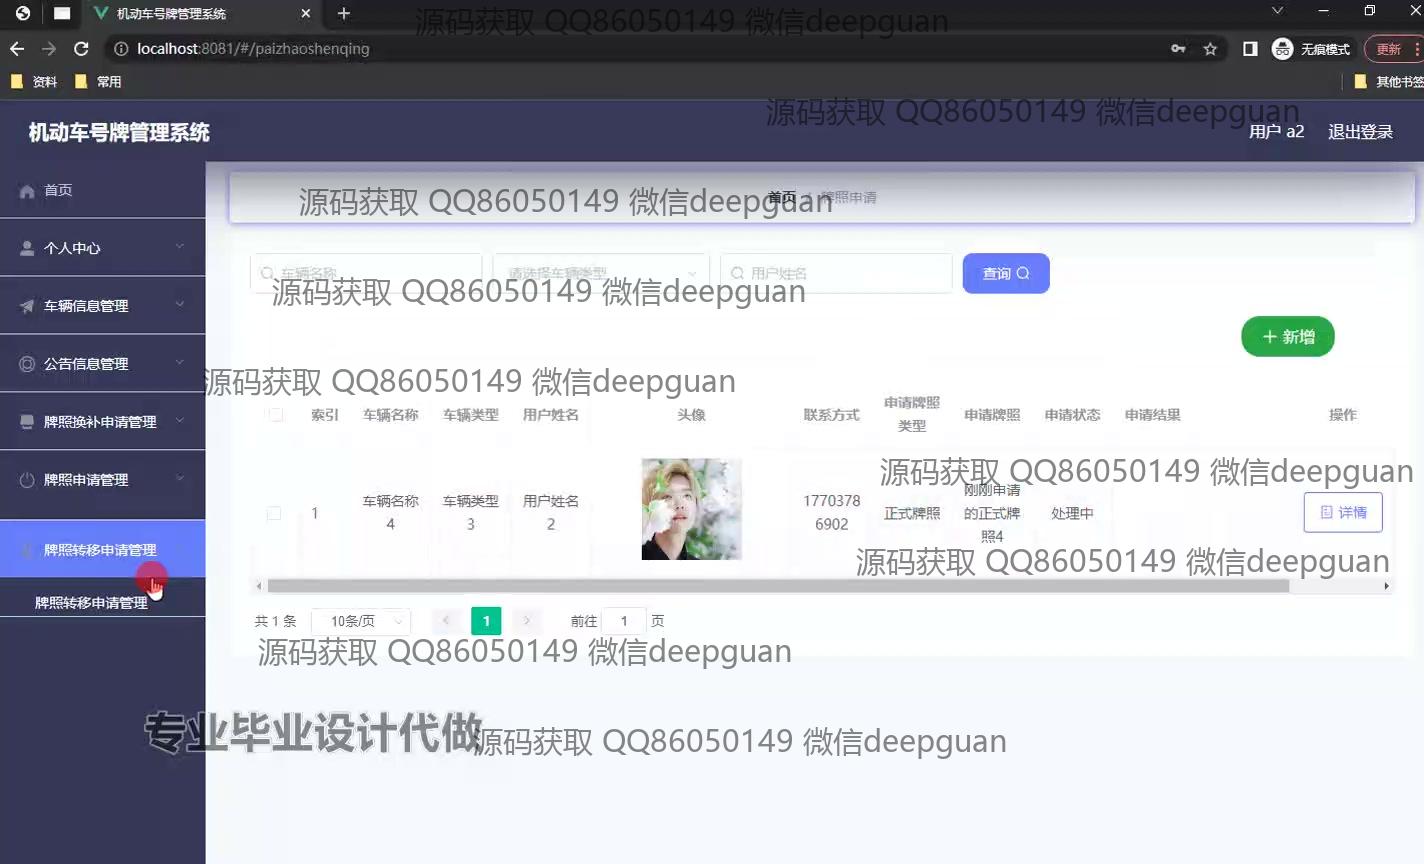 机动车号牌管理系统
源码获取 QQ86050149 微信deepguan
localhost:8081/#/paizhaoshenqing
无痕模式
更新
资料
常用
其他书签
源码获取 QQ86050149 微信deepguan
机动车号牌管理系统
用户 a2
退出登录
首页
源码获取 QQ86050149 微信deepguan
首页
牌照申请
个人中心
车辆名称
请选择车辆类型
用户姓名
查询
源码获取 QQ86050149 微信deepguan
车辆信息管理
新增
公告信息管理
源码获取 QQ86050149 微信deepguan
牌照换补申请管理
索引 车辆名称 车辆类型 用户姓名 头像 联系方式 申请牌照类型 申请牌照 申请状态 申请结果 操作
牌照申请管理
源码获取 QQ86050149 微信deepguan
1 车辆名称4 车辆类型3 用户姓名2 17703786902 正式牌照 刚刚申请的正式牌照4 处理中 详情
牌照转移申请管理
源码获取 QQ86050149 微信deepguan
牌照转移申请管理
共 1 条 10条/页 1 前往 1 页
源码获取 QQ86050149 微信deepguan
专业毕业设计代做
源码获取 QQ86050149 微信deepguan